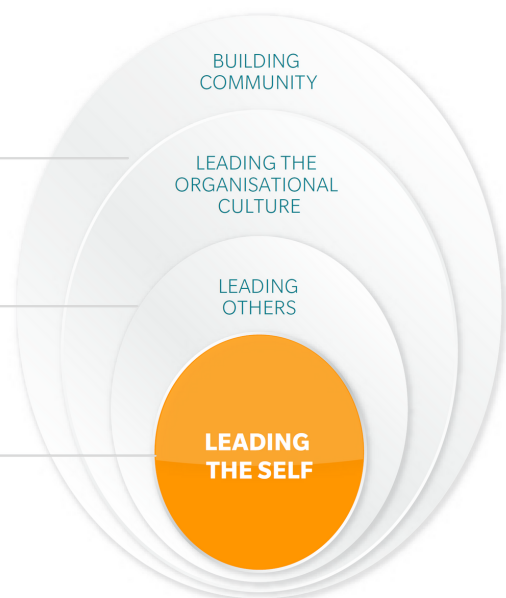 BUILDING
COMMUNITY
LEADING THE
ORGANISATIONAL
CULTURE
LEADING
OTHERS
LEADING
THE SELF